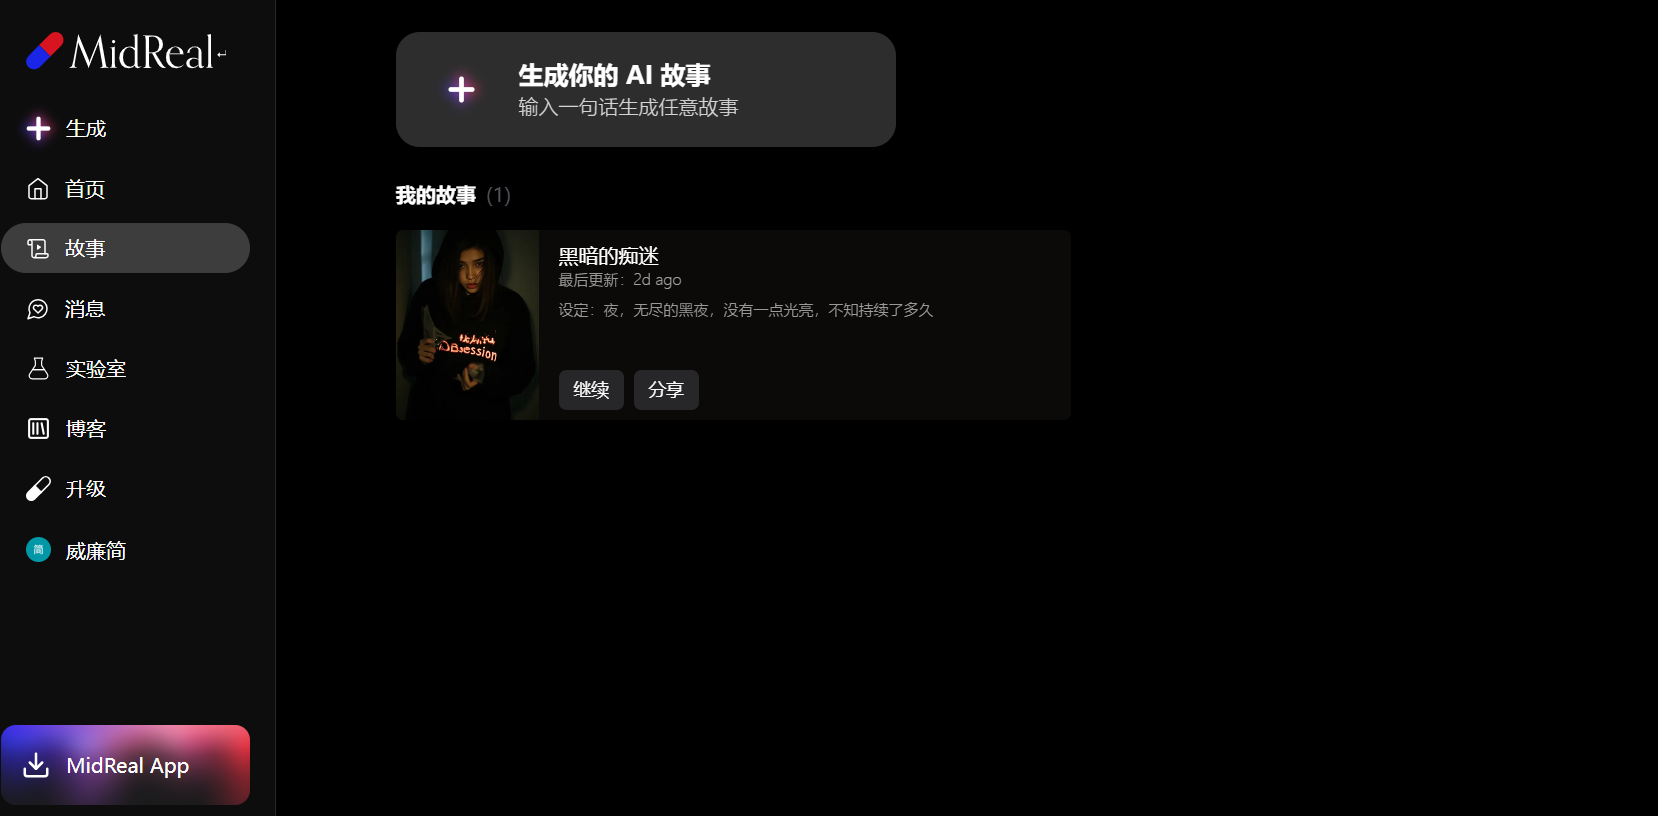 MidReal↵
生成
首页
故事
消息
实验室
博客
升级
简 威廉简
MidReal App
生成你的 AI 故事
输入一句话生成任意故事
我的故事 (1)
黑暗的痴迷
最后更新：2d ago
设定：夜，无尽的黑夜，没有一点光亮，不知持续了多久
继续 分享